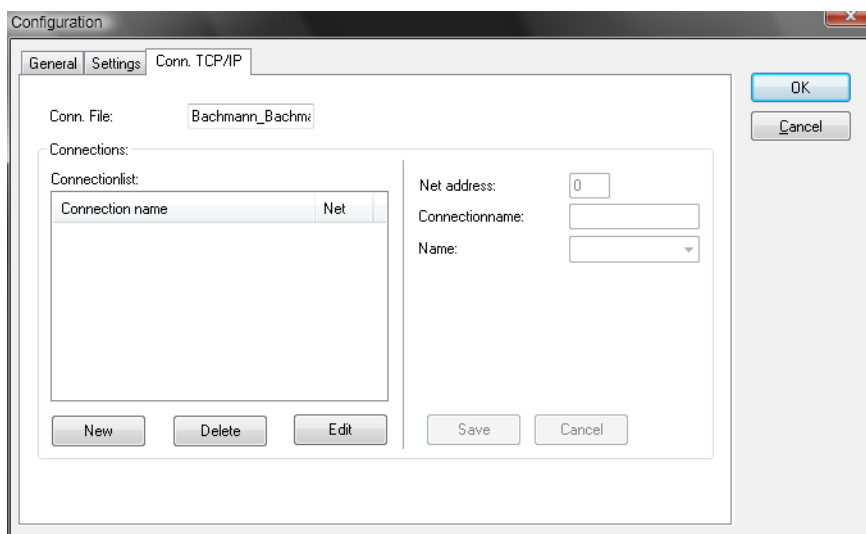 Configuration
General Settings Conn. TCP/IP
OK
Cancel
Conn. File: Bachmann_Bachma
Connections:
Connectionlist:
Connection name Net
Net address: 0
Connectionname:
Name:
New Delete Edit
Save Cancel